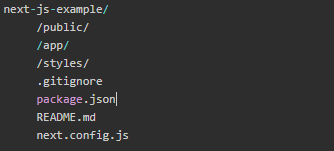 next-js-example/
/public/
/app/
/styles/
.gitignore
package.json
README.md
next.config.js